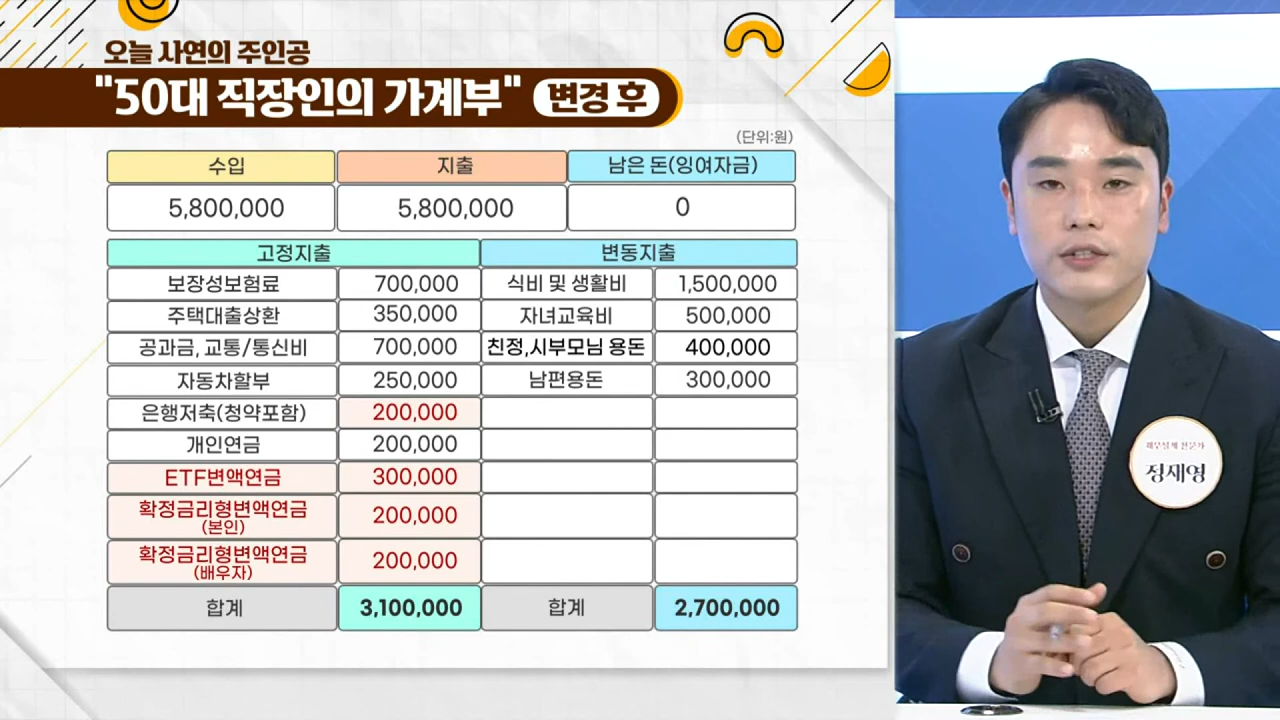 오늘 사연의 주인공
"50대 직장인의 가계부" 변경 후
(단위:원)
수입 지출 남은 돈(잉여자금)
5,800,000 5,800,000 0
고정지출 변동지출
보장성보험료 700,000 식비 및 생활비 1,500,000
주택대출상환 350,000 자녀교육비 500,000
공과금, 교통/통신비 700,000 친정,시부모님 용돈 400,000
자동차할부 250,000 남편용돈 300,000
은행저축(청약포함) 200,000
개인연금 200,000
ETF변액연금 300,000
확정금리형변액연금 200,000
(본인)
확정금리형변액연금 200,000
(배우자)
합계 3,100,000 합계 2,700,000
재무설계 전문가
정재영